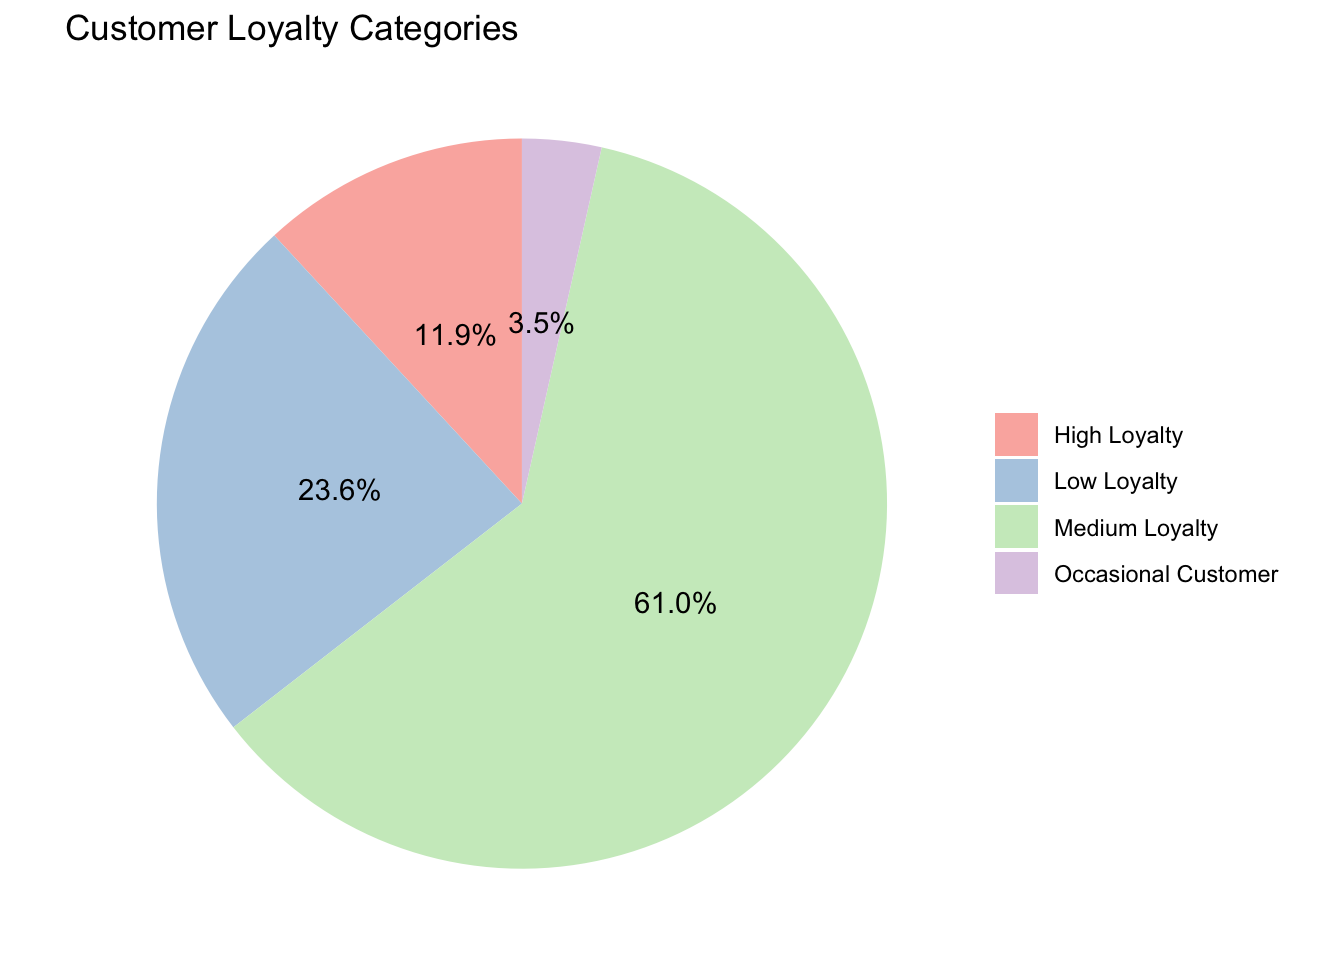 Customer Loyalty Categories
11.9%
3.5%
23.6%
61.0%
High Loyalty
Low Loyalty
Medium Loyalty
Occasional Customer